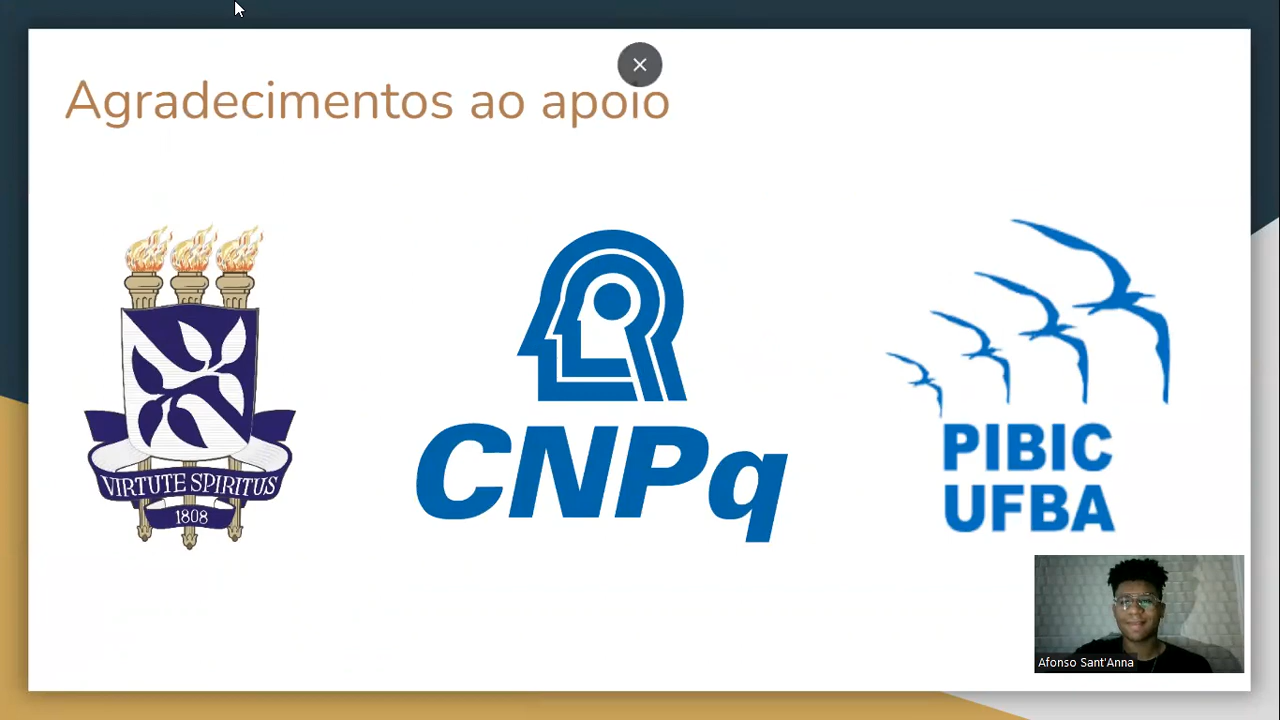 Agradecimentos ao apoio
VIRTUTE SPIRITUS
1808
CNPq
PIBIC
UFBA
Afonso Sant'Anna